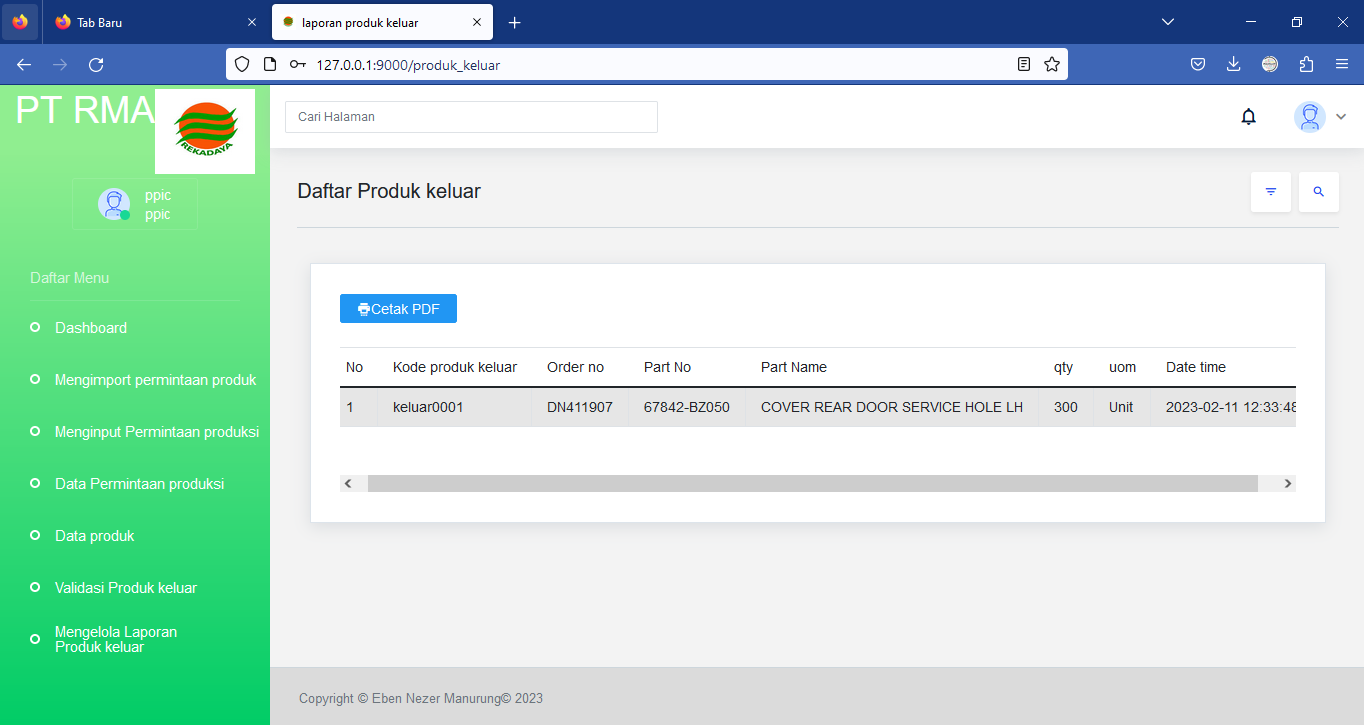 Tab Baru
laporan produk keluar
127.0.0.1:9000/produk_keluar
PT RMA
REKADAYA
Cari Halaman
ppic
ppic
Daftar Menu
Dashboard
Mengimport permintaan produk
Menginput Permintaan produksi
Data Permintaan produksi
Data produk
Validasi Produk keluar
Mengelola Laporan
Produk keluar
Daftar Produk keluar
Cetak PDF
No Kode produk keluar Order no Part No Part Name qty uom Date time
1 keluar0001 DN411907 67842-BZ050 COVER REAR DOOR SERVICE HOLE LH 300 Unit 2023-02-11 12:33:48
Copyright © Eben Nezer Manurung© 2023